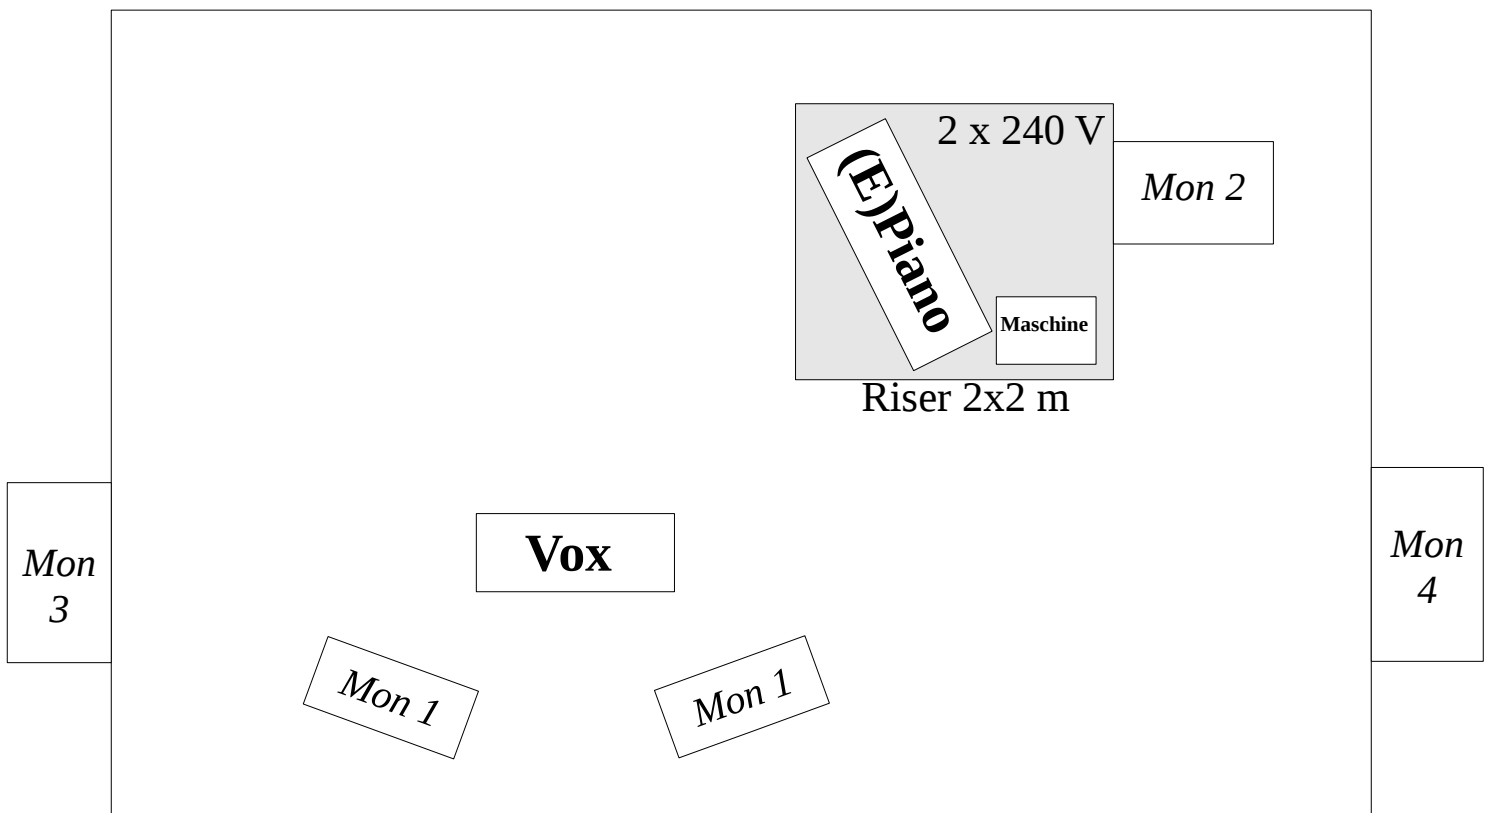 2 x 240 V
(E)Piano
Mon 2
Maschine
Riser 2x2 m
Mon
3
Vox
Mon
4
Mon 1
Mon 1